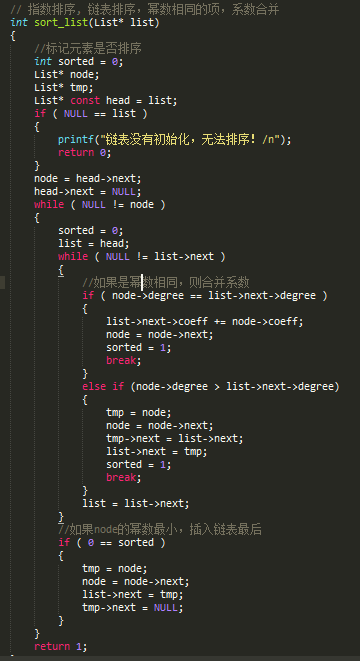 // 指数排序, 链表排序，幂数相同的项，系数合并
int sort_list(List* list)
{
    //标记元素是否排序
    int sorted = 0;
    List* node;
    List* tmp;
    List* const head = list;
    if ( NULL == list )
    {
        printf("链表没有初始化，无法排序！/n");
        return 0;
    }
    node = head->next;
    head->next = NULL;
    while ( NULL != node )
    {
        sorted = 0;
        list = head;
        while ( NULL != list->next )
        {
            //如果是幂数相同，则合并系数
            if ( node->degree == list->next->degree )
            {
                list->next->coeff += node->coeff;
                node = node->next;
                sorted = 1;
                break;
            }
            else if (node->degree > list->next->degree)
            {
                tmp = node;
                node = node->next;
                tmp->next = list->next;
                list->next = tmp;
                sorted = 1;
                break;
            }
            list = list->next;
        }
        //如果node的幂数最小，插入链表最后
        if ( 0 == sorted )
        {
            tmp = node;
            node = node->next;
            list->next = tmp;
            tmp->next = NULL;
        }
    }
    return 1;